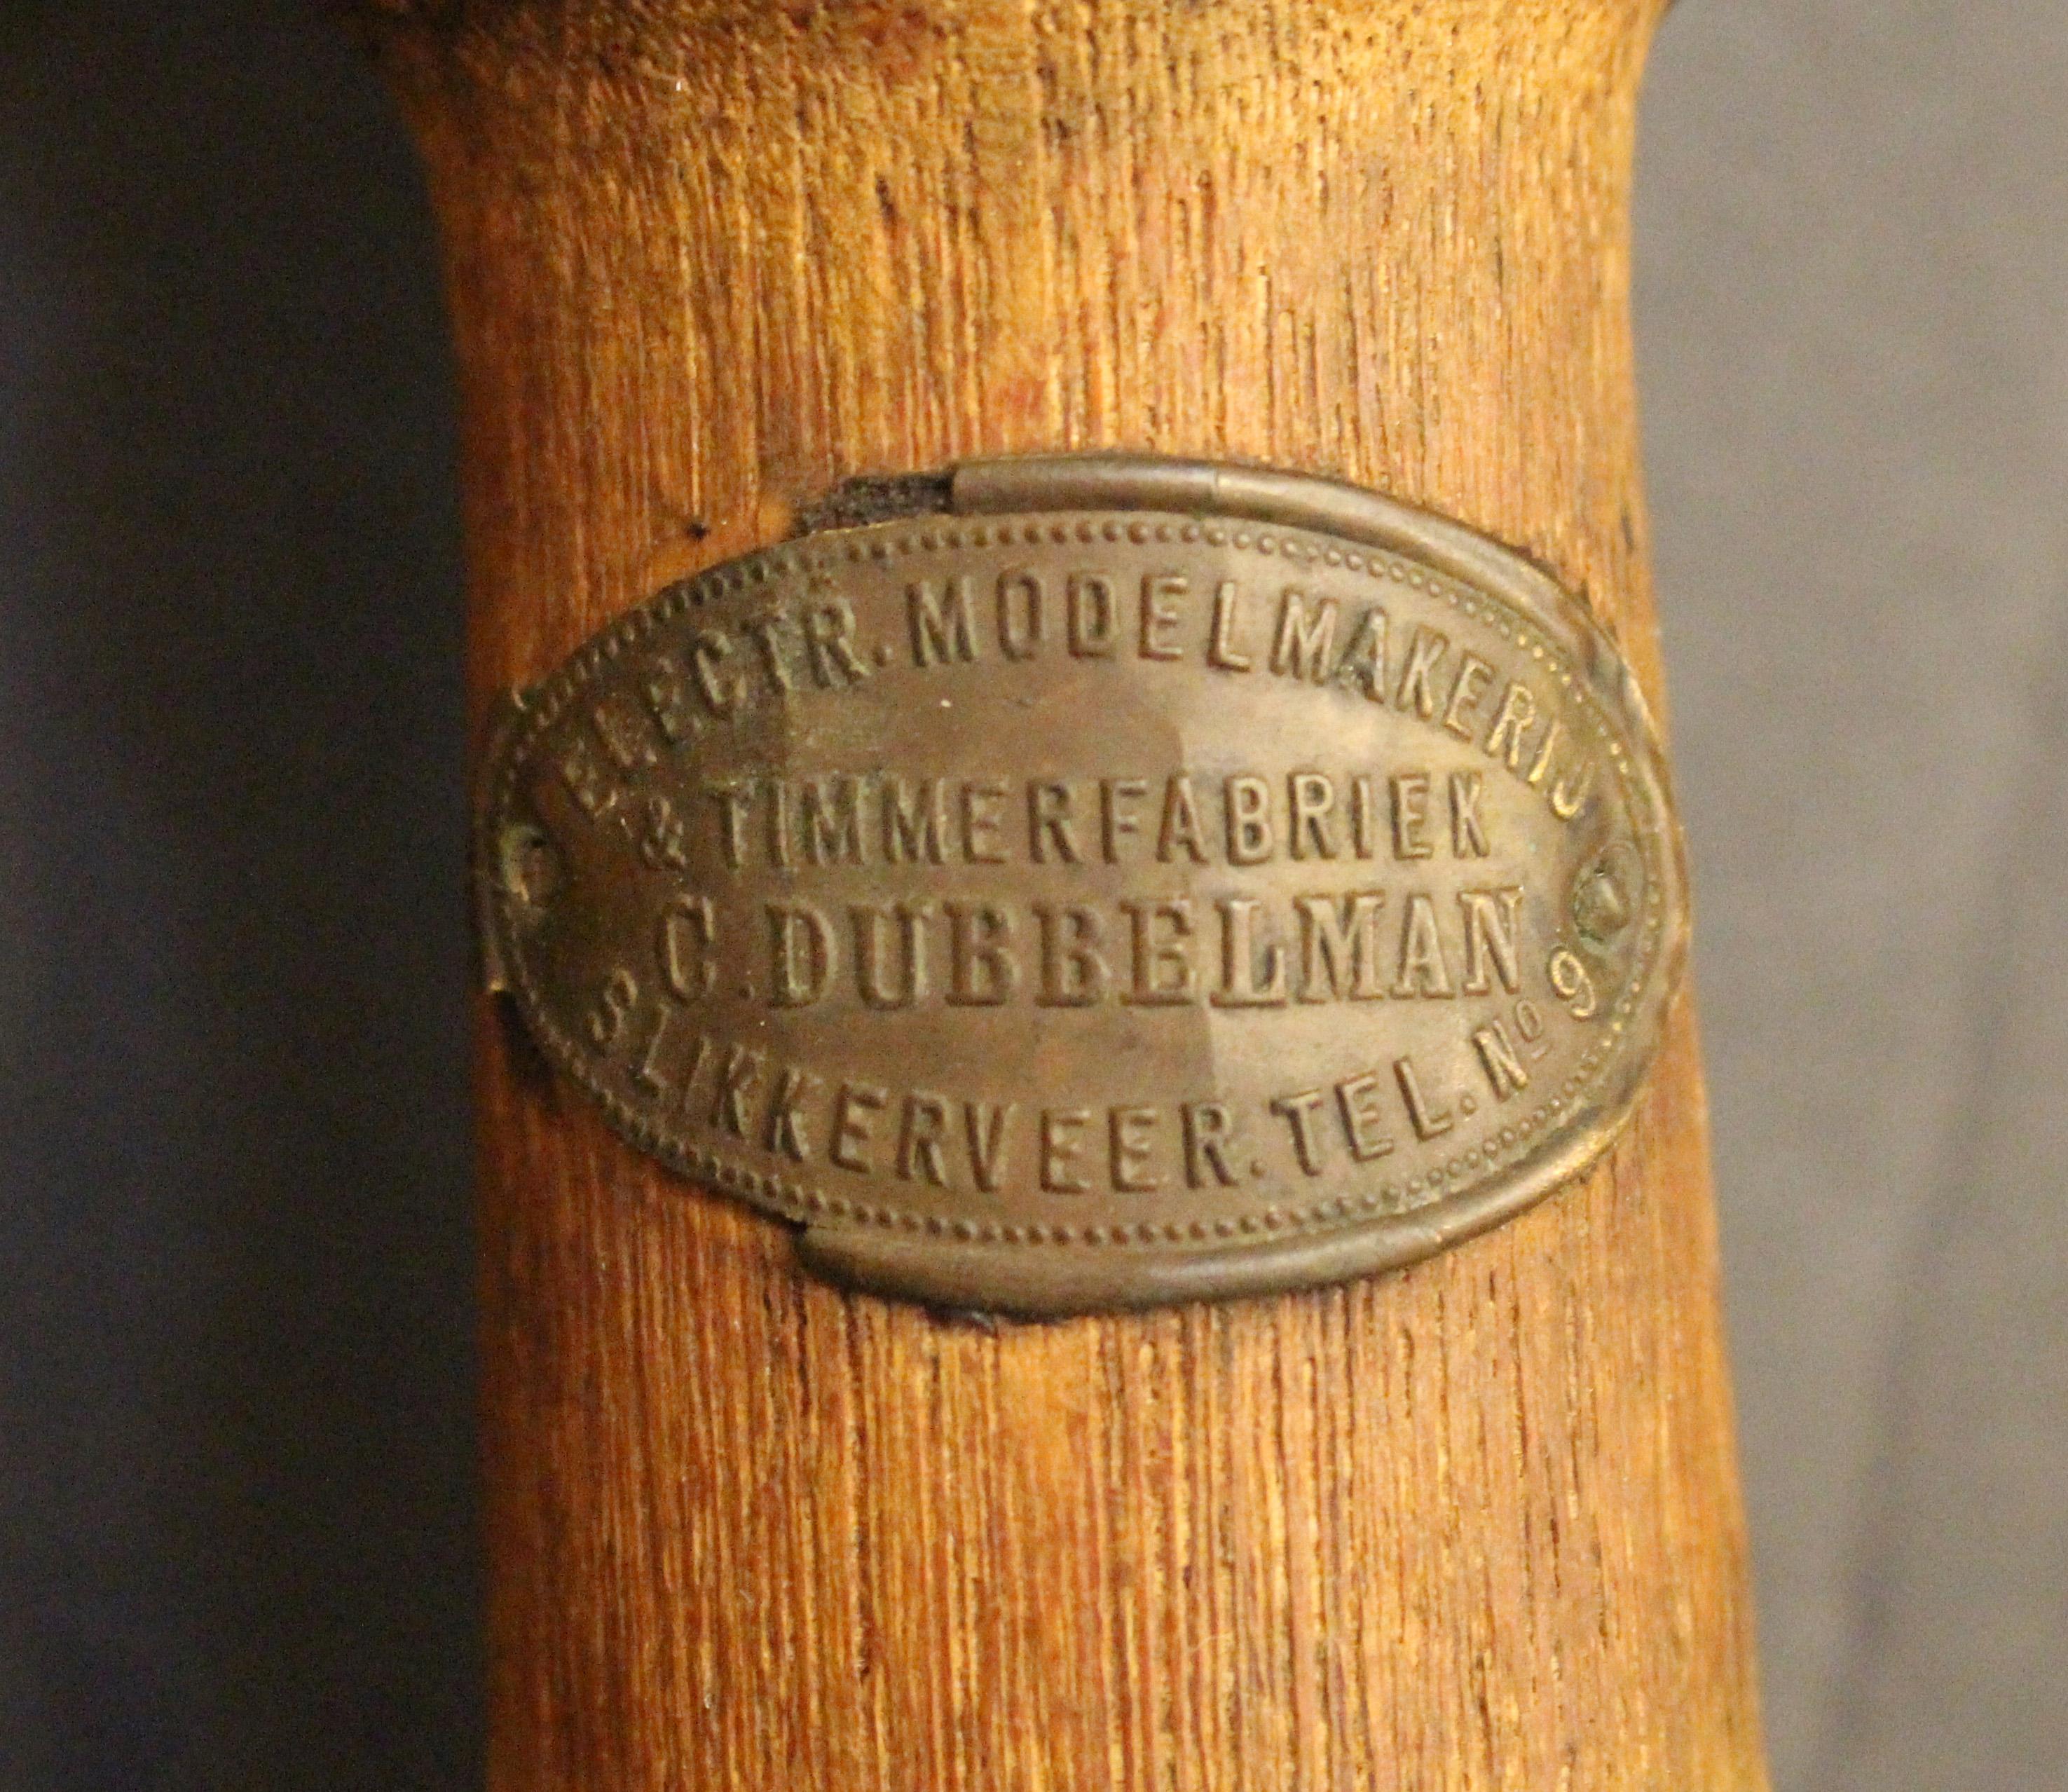 ELECTR. MODELMAKERIJ
& TIMMERFABRIEK
C. DUBBELMAN
SLIKKERVEER. TEL. Nº 9